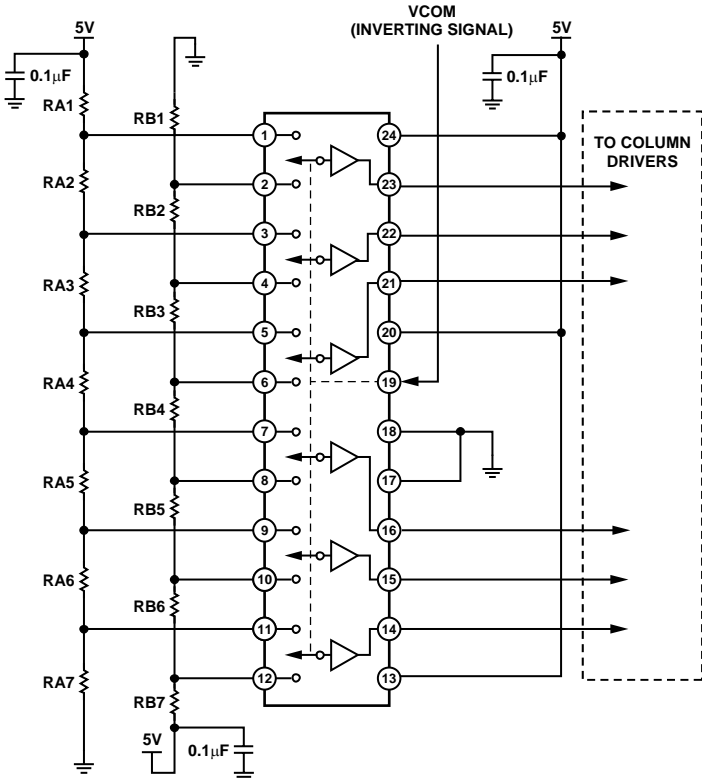 VCOM
(INVERTING SIGNAL)
5V
5V
0.1μF
0.1μF
RA1
RB1
TO COLUMN
DRIVERS
1
24
RA2
2
23
RB2
3
22
RA3
4
21
RB3
5
20
RA4
6
19
RB4
7
18
RA5
8
17
RB5
9
16
RA6
10
15
RB6
11
14
RA7
12
13
RB7
5V
0.1μF